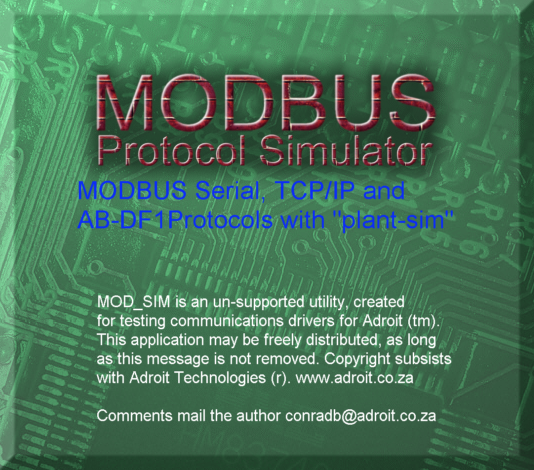 MODBUS
Protocol Simulator
MODBUS Serial, TCP/IP and
AB-DF1Protocols with "plant-sim"
MOD_SIM is an un-supported utility, created
for testing communications drivers for Adroit (tm).
This application may be freely distributed, as long
as this message is not removed. Copyright subsists
with Adroit Technologies (r). www.adroit.co.za
Comments mail the author conradb@adroit.co.za